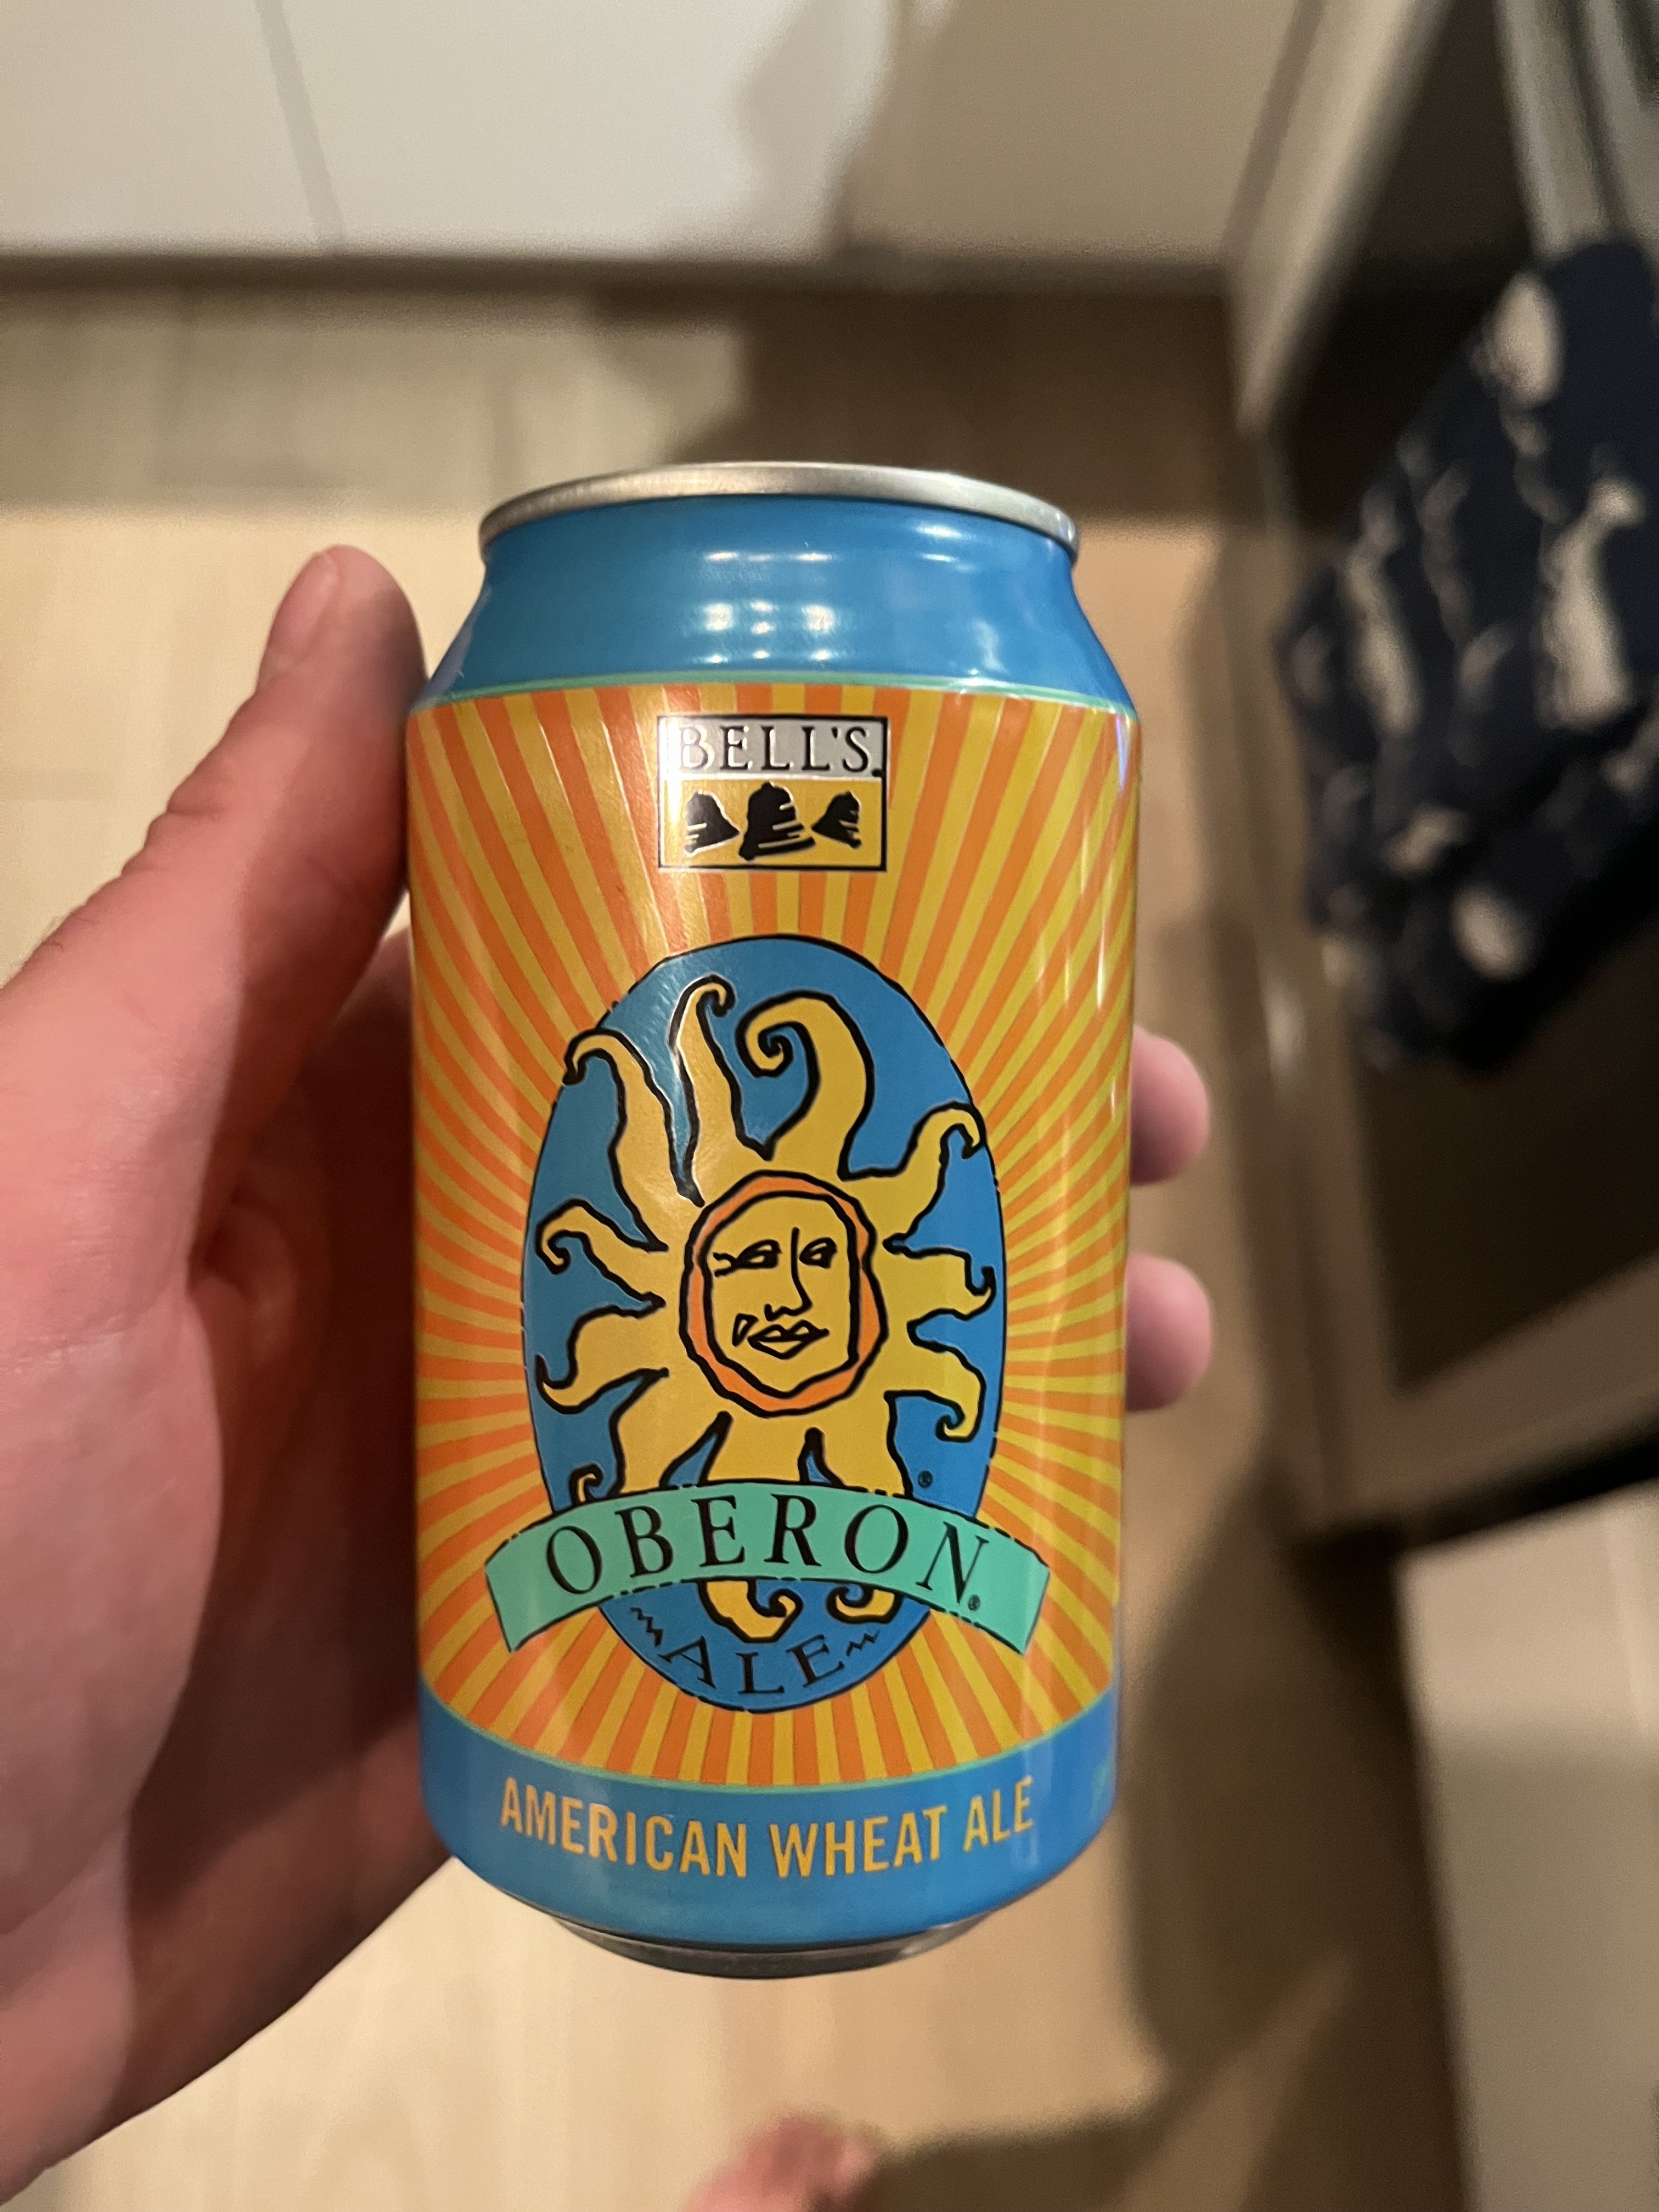 BELL'S
OBERON®
ALE
AMERICAN WHEAT ALE